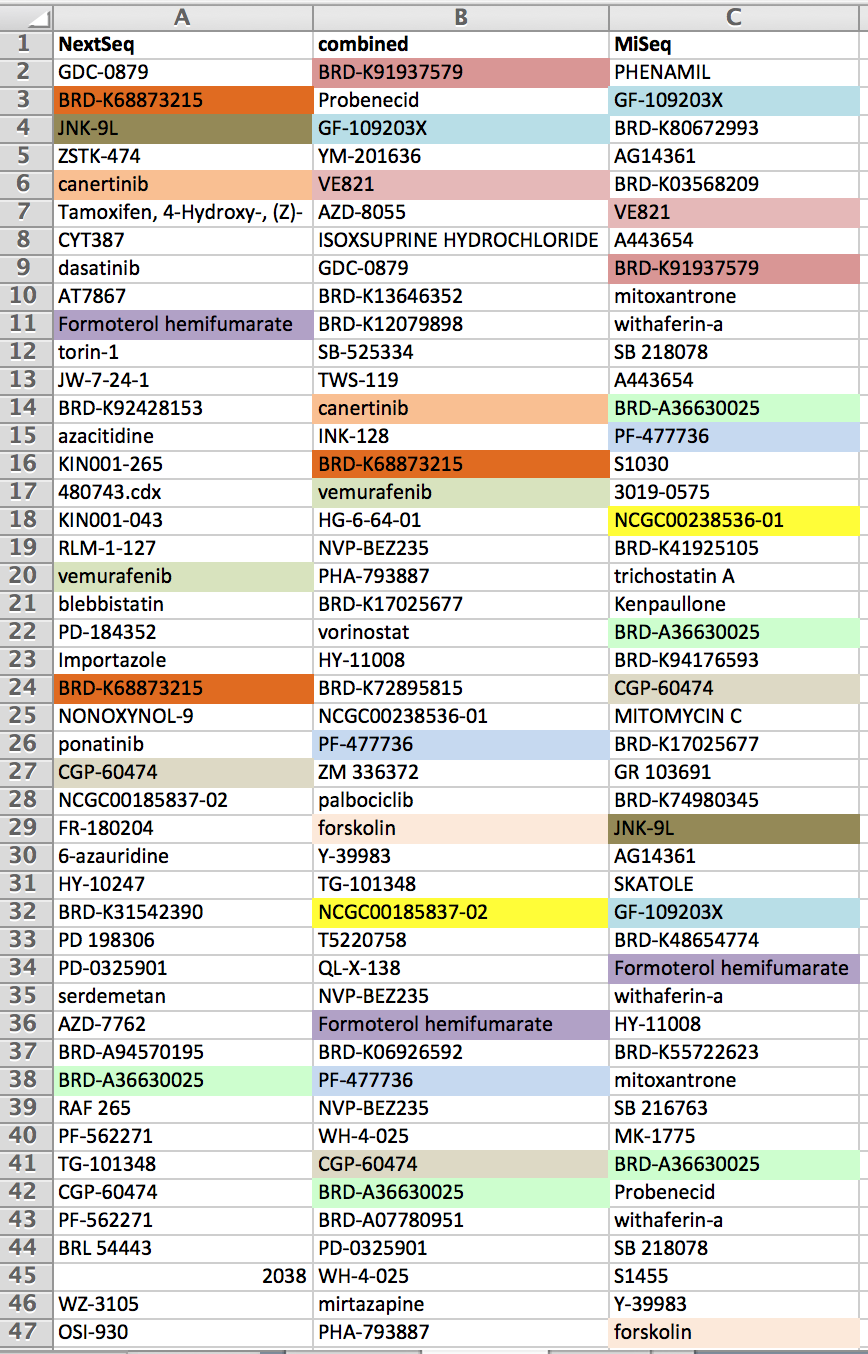 A B C
1 NextSeq combined MiSeq
2 GDC-0879 BRD-K91937579 PHENAMIL
3 BRD-K68873215 Probenecid GF-109203X
4 JNK-9L GF-109203X BRD-K80672993
5 ZSTK-474 YM-201636 AG14361
6 canertinib VE821 BRD-K03568209
7 Tamoxifen, 4-Hydroxy-, (Z)- AZD-8055 VE821
8 CYT387 ISOXSUPRINE HYDROCHLORIDE A443654
9 dasatinib GDC-0879 BRD-K91937579
10 AT7867 BRD-K13646352 mitoxantrone
11 Formoterol hemifumarate BRD-K12079898 withaferin-a
12 torin-1 SB-525334 SB 218078
13 JW-7-24-1 TWS-119 A443654
14 BRD-K92428153 canertinib BRD-A36630025
15 azacitidine INK-128 PF-477736
16 KIN001-265 BRD-K68873215 S1030
17 480743.cdx vemurafenib 3019-0575
18 KIN001-043 HG-6-64-01 NCGC00238536-01
19 RLM-1-127 NVP-BEZ235 BRD-K41925105
20 vemurafenib PHA-793887 trichostatin A
21 blebbistatin BRD-K17025677 Kenpaullone
22 PD-184352 vorinostat BRD-A36630025
23 Importazole HY-11008 BRD-K94176593
24 BRD-K68873215 BRD-K72895815 CGP-60474
25 NONOXYNOL-9 NCGC00238536-01 MITOMYCIN C
26 ponatinib PF-477736 BRD-K17025677
27 CGP-60474 ZM 336372 GR 103691
28 NCGC00185837-02 palbociclib BRD-K74980345
29 FR-180204 forskolin JNK-9L
30 6-azauridine Y-39983 AG14361
31 HY-10247 TG-101348 SKATOLE
32 BRD-K31542390 NCGC00185837-02 GF-109203X
33 PD 198306 T5220758 BRD-K48654774
34 PD-0325901 QL-X-138 Formoterol hemifumarate
35 serdemetan NVP-BEZ235 withaferin-a
36 AZD-7762 Formoterol hemifumarate HY-11008
37 BRD-A94570195 BRD-K06926592 BRD-K55722623
38 BRD-A36630025 PF-477736 mitoxantrone
39 RAF 265 NVP-BEZ235 SB 216763
40 PF-562271 WH-4-025 MK-1775
41 TG-101348 CGP-60474 BRD-A36630025
42 CGP-60474 BRD-A36630025 Probenecid
43 PF-562271 BRD-A07780951 withaferin-a
44 BRL 54443 PD-0325901 SB 218078
45 2038 WH-4-025 S1455
46 WZ-3105 mirtazapine Y-39983
47 OSI-930 PHA-793887 forskolin